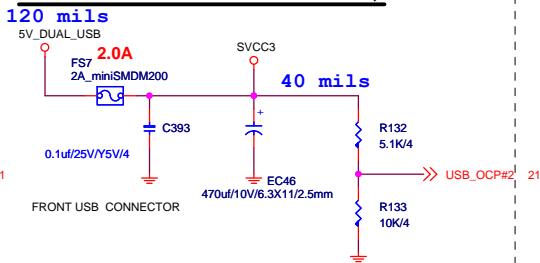 120 mils
5V_DUAL_USB
2.0A
FS7
2A_miniSMDM200
SVCC3
40 mils
+
C393
0.1uf/25V/Y5V/4
R132
5.1K/4
1
USB_OCP#2 21
EC46
470uf/10V/6.3X11/2.5mm
FRONT USB CONNECTOR
R133
10K/4